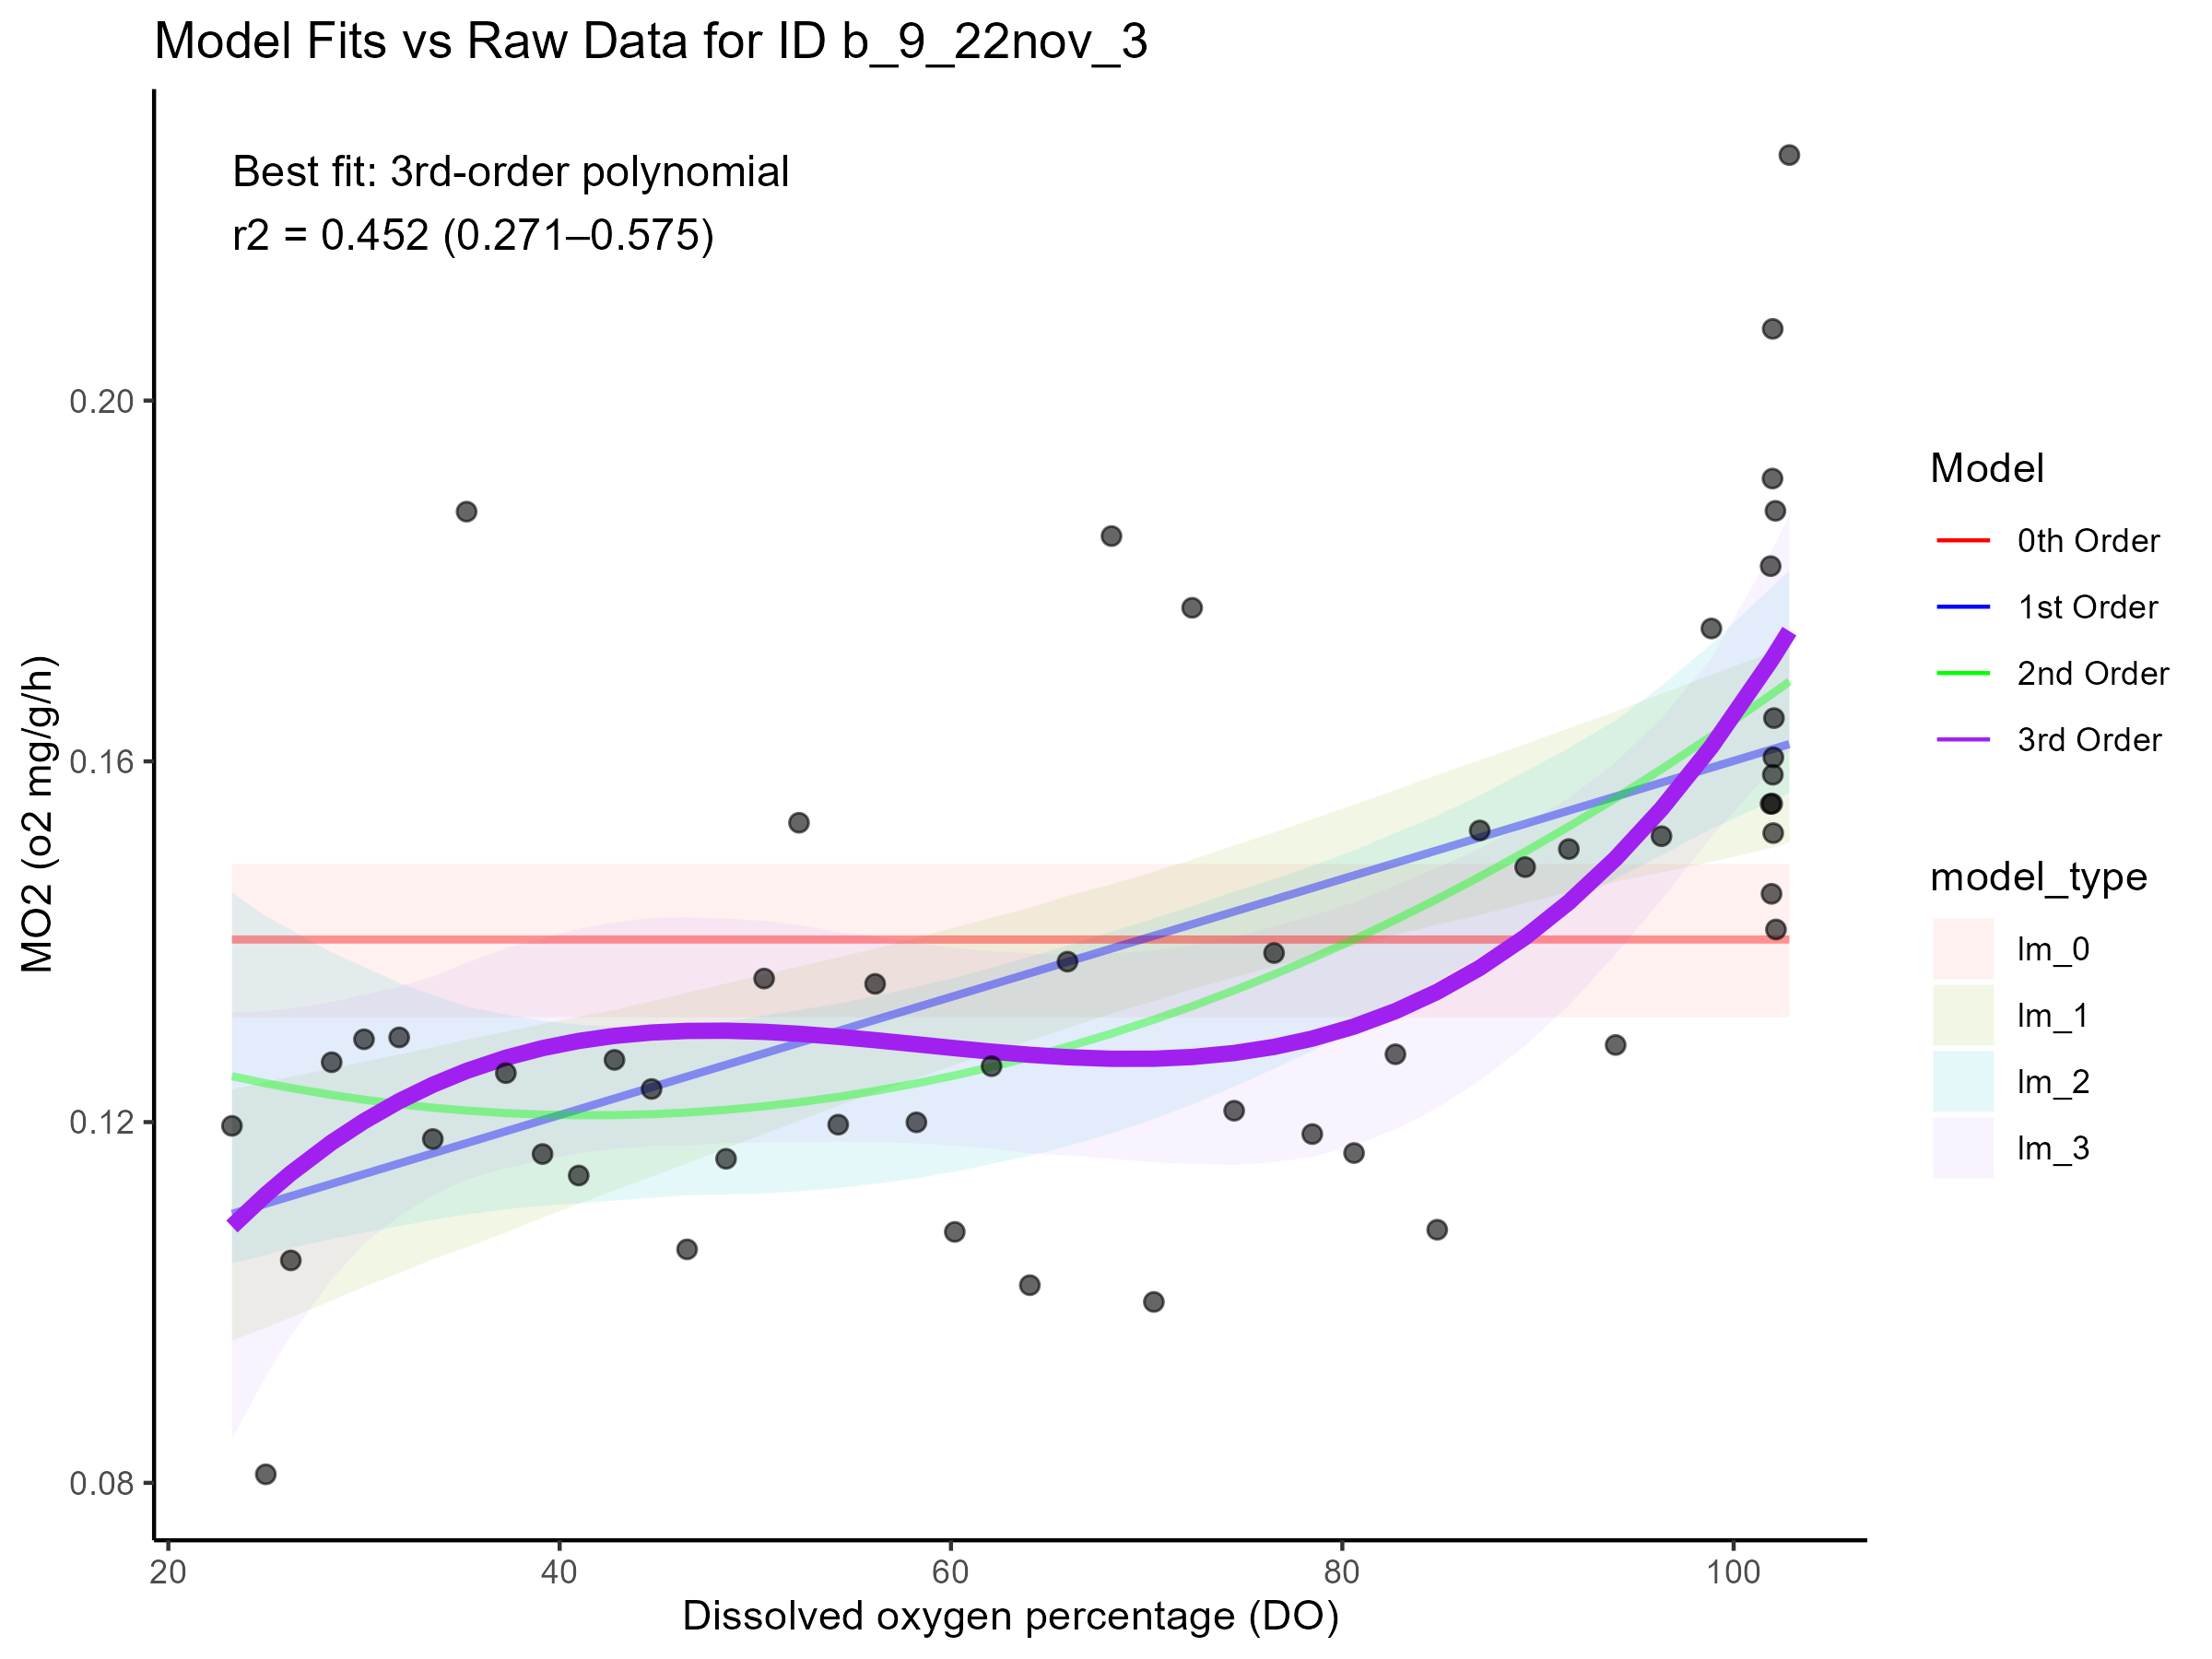 Model Fits vs Raw Data for ID b_9_22nov_3
Best fit: 3rd-order polynomial
r2 = 0.452 (0.271–0.575)
MO2 (o2 mg/g/h)
0.20
0.16
0.12
0.08
20
40
60
80
100
Dissolved oxygen percentage (DO)
Model
0th Order
1st Order
2nd Order
3rd Order
model_type
lm_0
lm_1
lm_2
lm_3